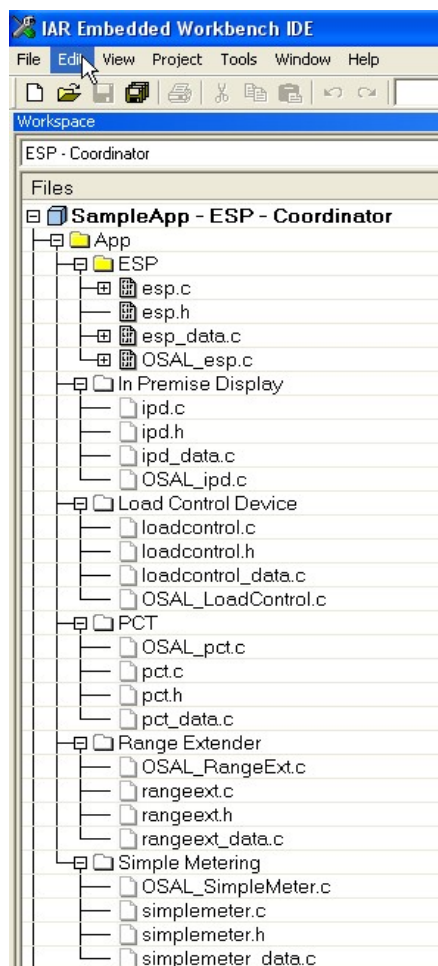 IAR Embedded Workbench IDE
File Edit View Project Tools Window Help
Workspace
ESP - Coordinator
Files
SampleApp - ESP - Coordinator
App
ESP
esp.c
esp.h
esp_data.c
OSAL_esp.c
In Premise Display
ipd.c
ipd.h
ipd_data.c
OSAL_ipd.c
Load Control Device
loadcontrol.c
loadcontrol.h
loadcontrol_data.c
OSAL_LoadControl.c
PCT
OSAL_pct.c
pct.c
pct.h
pct_data.c
Range Extender
OSAL_RangeExt.c
rangeext.c
rangeext.h
rangeext_data.c
Simple Metering
OSAL_SimpleMeter.c
simplemeter.c
simplemeter.h
simplemeter_data.c